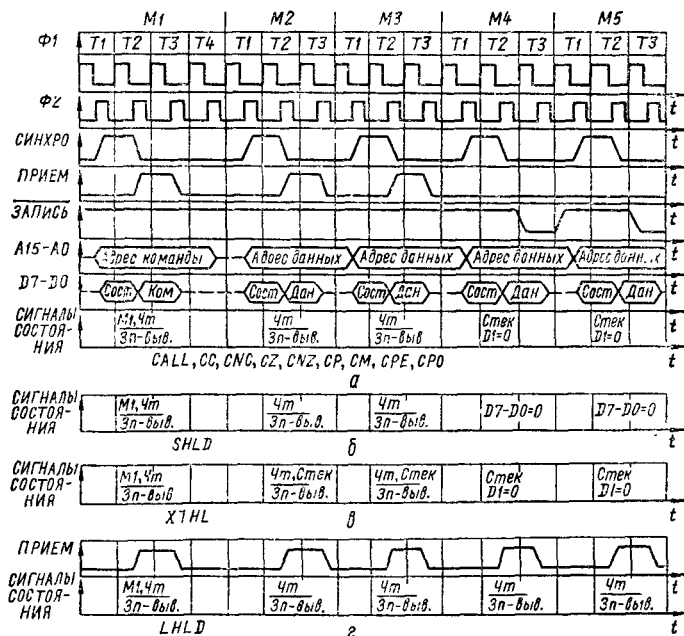 M1 M2 M3 M4 M5
Ф1 T1 T2 T3 T4 T1 T2 T3 T1 T2 T3 T1 T2 T3 T1 T2 T3
t
Ф2
t
СИНХРО
t
ПРИЕМ
t
ЗАПИСЬ
t
A15-A0 Адрес команды Адрес данных Адрес данных Адрес данных Адрес данных
t
D7-D0 Сост Ком Сост Дан Сост Дан Сост Дан Сост Дан
t
СИГНАЛЫ СОСТОЯ-НИЯ
M1,Чт Чт Чт Стек Стек
Зп-выв. Зп-выв. Зп-выв. D1=0 D1=0
t
CALL, CC, CNC, CZ, CNZ, CP, CM, CPE, CPO
а
СИГНАЛЫ СОСТОЯ-НИЯ
M1,Чт Чт Чт D7-D0=0 D7-D0=0
Зп-выв. Зп-выв. Зп-выв.
t
SHLD б
СИГНАЛЫ СОСТОЯ-НИЯ
M1,Чт Чт,Стек Чт,Стек Стек Стек
Зп-выв Зп-выв. Зп-выв. D1=0 D1=0
t
XTHL в
ПРИЕМ
t
СИГНАЛЫ СОСТОЯ-НИЯ
M1,Чт Чт Чт Чт Чт
Зп-выв. Зп-выв. Зп-выв. Зп-выв. Зп-выв.
t
LHLD г